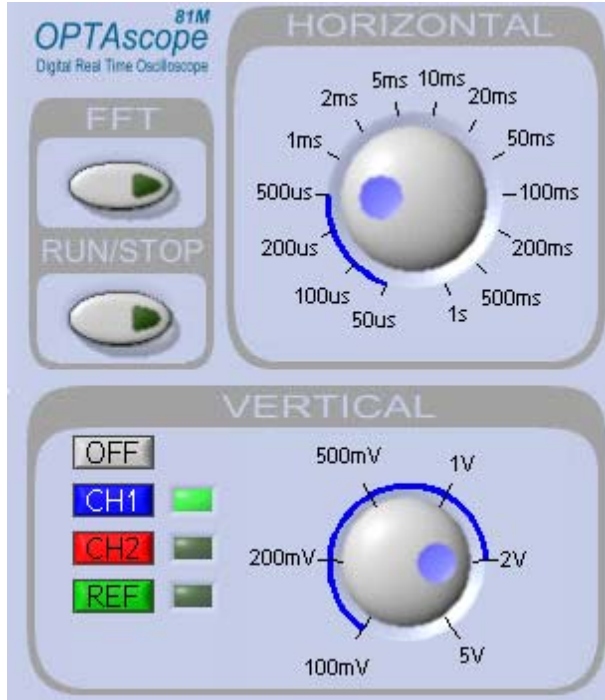 81M
OPTAscope
Digital Real Time Oscilloscope
FFT
RUN/STOP
HORIZONTAL
5ms
10ms
2ms
20ms
1ms
50ms
500us
100ms
200us
200ms
100us
500ms
50us
1s
VERTICAL
OFF
CH1
CH2
REF
500mV
1V
200mV
2V
100mV
5V